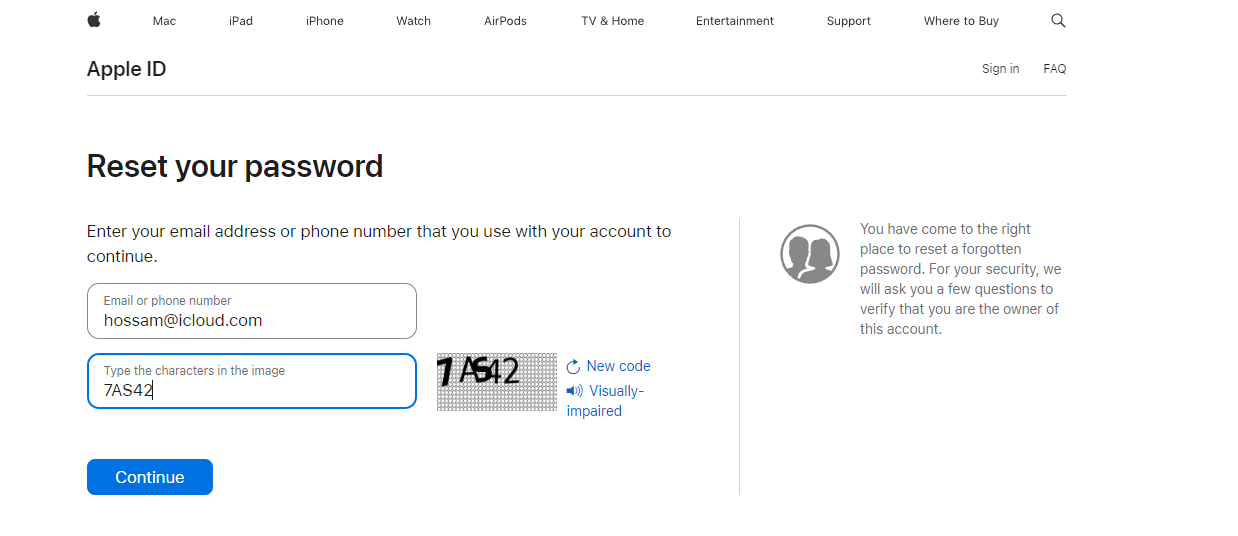 Mac iPad iPhone Watch AirPods TV & Home Entertainment Support Where to Buy
Apple ID Sign in FAQ
Reset your password
Enter your email address or phone number that you use with your account to
continue.
Email or phone number
hossam@icloud.com
Type the characters in the image
7AS42
7AS42
New code
Visually-
impaired
Continue
You have come to the right
place to reset a forgotten
password. For your security, we
will ask you a few questions to
verify that you are the owner of
this account.